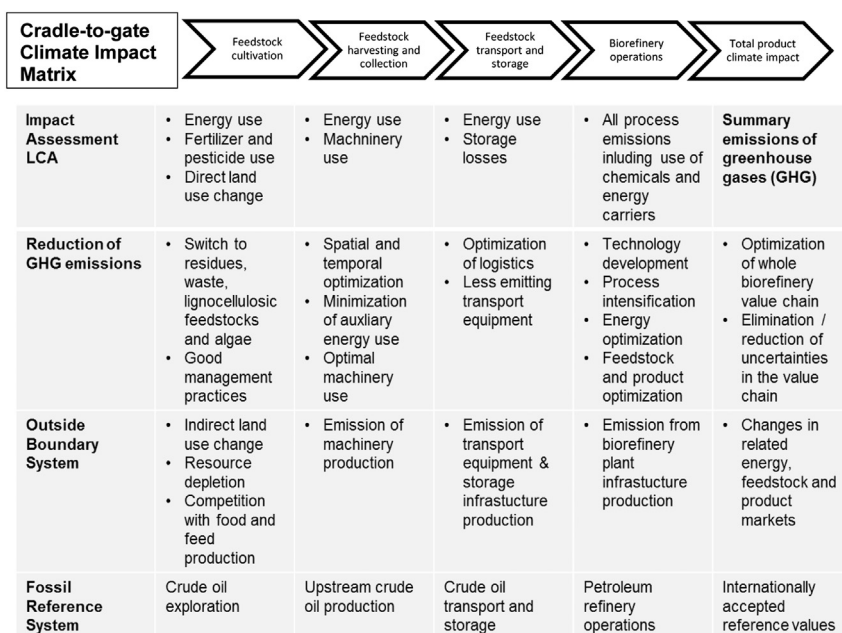 Cradle-to-gate
Climate Impact
Matrix
Feedstock
cultivation
Feedstock
harvesting and
collection
Feedstock
transport and
storage
Biorefinery
operations
Total product
climate impact
Impact
Assessment
LCA
• Energy use
• Fertilizer and
pesticide use
• Direct land
use change
• Energy use
• Machninery
use
• Energy use
• Storage
losses
• All process
emissions
inluding use of
chemicals and
energy
carriers
Summary
emissions of
greenhouse
gases (GHG)
Reduction of
GHG emissions
• Switch to
residues,
waste,
lignocellulosic
feedstocks
and algae
• Good
management
practices
• Spatial and
temporal
optimization
• Minimization
of auxliary
energy use
• Optimal
machinery
use
• Optimization
of logistics
• Less emitting
transport
equipment
• Technology
development
• Process
intensification
• Energy
optimization
• Feedstock
and product
optimization
• Optimization
of whole
biorefinery
value chain
• Elimination /
reduction of
uncertainties
in the value
chain
Outside
Boundary
System
• Indirect land
use change
• Resource
depletion
• Competition
with food and
feed
production
• Emission of
machinery
production
• Emission of
transport
equipment &
storage
infrastucture
production
• Emission from
biorefinery
plant
infrastucture
production
• Changes in
related
energy,
feedstock and
product
markets
Fossil
Reference
System
Crude oil
exploration
Upstream crude
oil production
Crude oil
transport and
storage
Petroleum
refinery
operations
Internationally
accepted
reference values